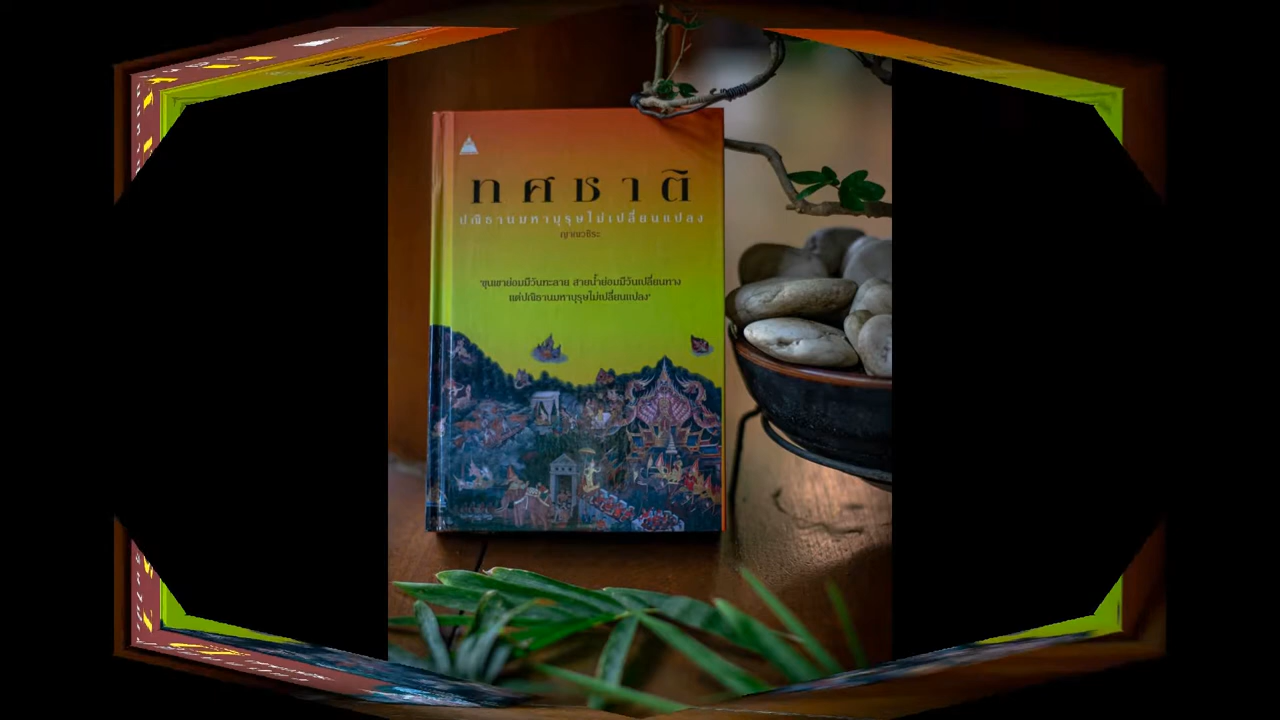 ทศชาติ
ปณิธานมหาบุรุษไม่เปลี่ยนแปลง
ญาณวชิระ
"ขุนเขาย่อมมีวันทะลาย สายน้ำย่อมมีวันเปลี่ยนทาง
แต่ปณิธานมหาบุรุษไม่เปลี่ยนแปลง"